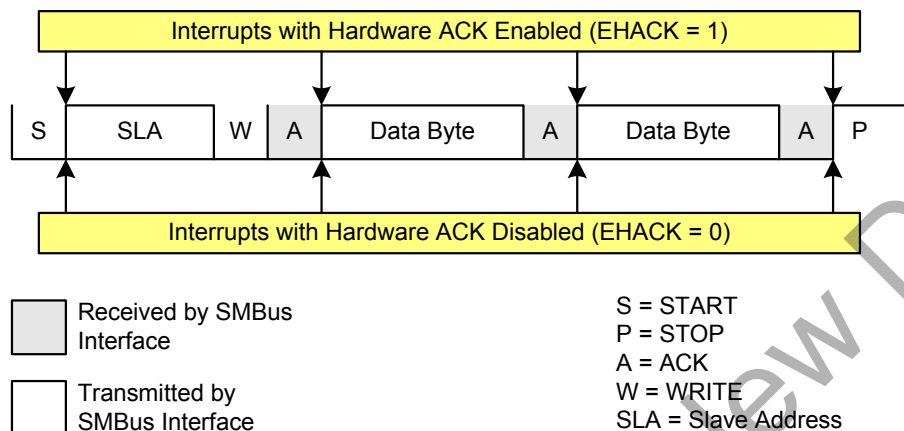 Interrupts with Hardware ACK Enabled (EHACK = 1)
S SLA W A Data Byte A Data Byte A P
Interrupts with Hardware ACK Disabled (EHACK = 0)
Received by SMBus
Interface
Transmitted by
SMBus Interface
S = START
P = STOP
A = ACK
W = WRITE
SLA = Slave Address